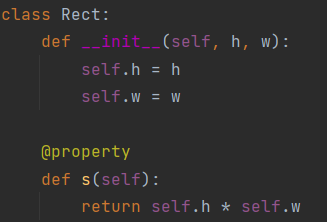 class Rect:
    def __init__(self, h, w):
        self.h = h
        self.w = w

    @property
    def s(self):
        return self.h * self.w